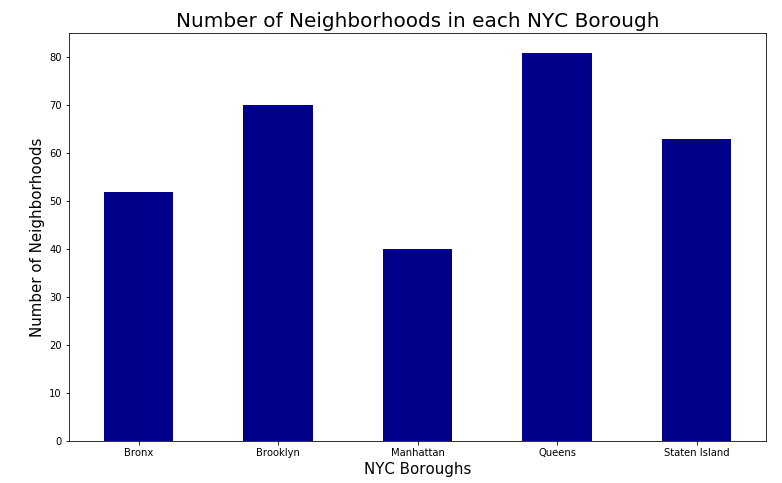 Number of Neighborhoods in each NYC Borough
Number of Neighborhoods
80
70
60
50
40
30
20
10
0
Bronx Brooklyn Manhattan Queens Staten Island
NYC Boroughs